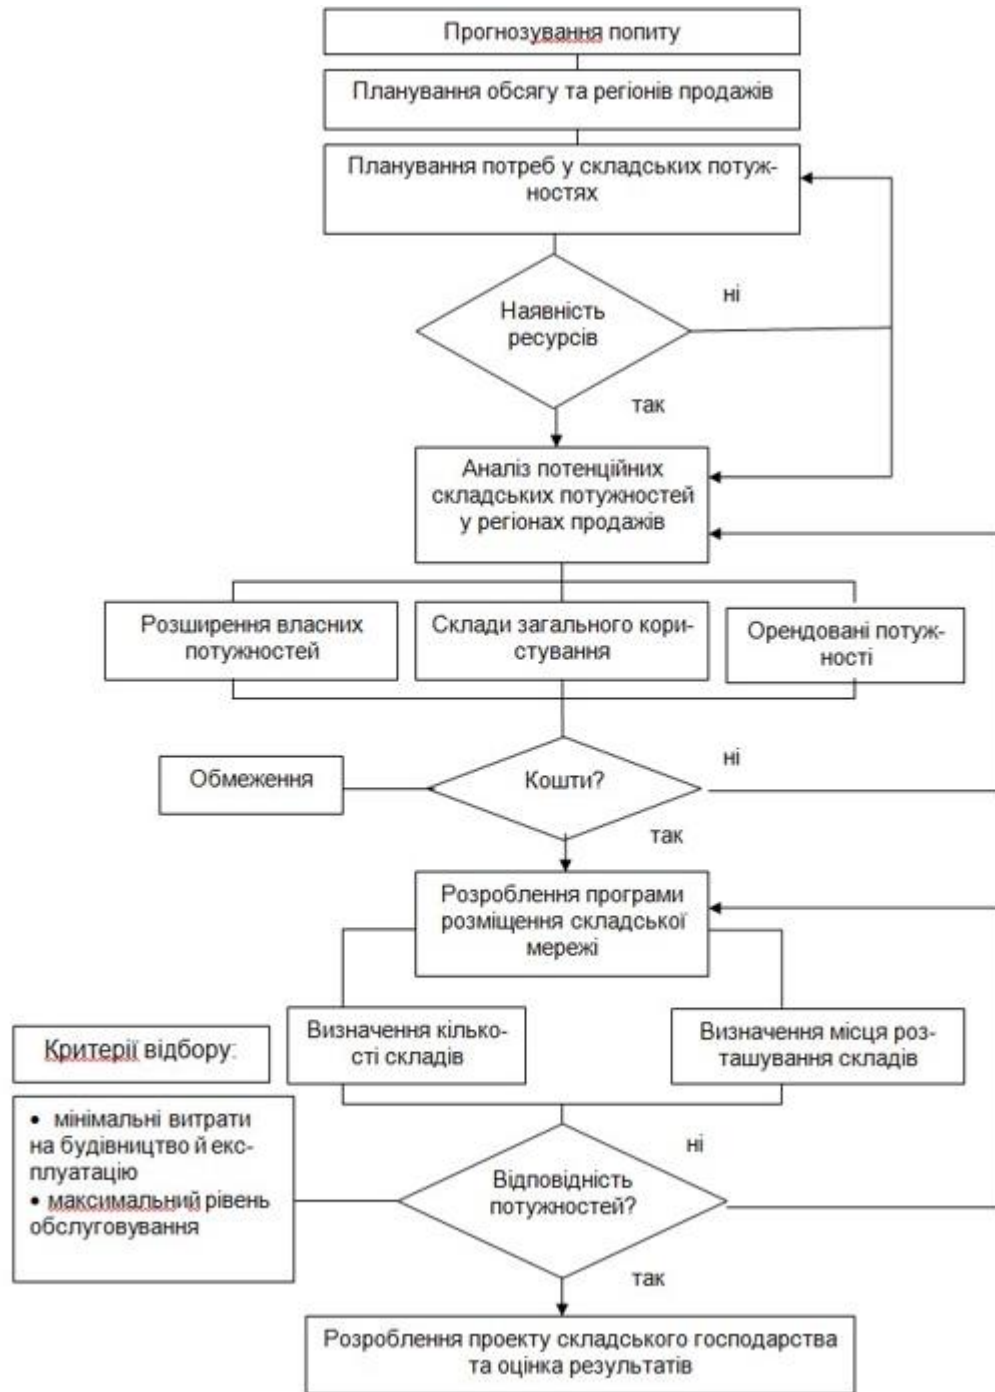 Прогнозування попиту
Планування обсягу та регіонів продажів
Планування потреб у складських потуж-
ностях
ні
Наявність
ресурсів
так
Аналіз потенційних
складських потужностей
у регіонах продажів
Розширення власних
потужностей
Склади загального кори-
стування
Орендовані потуж-
ності
ні
Обмеження
Кошти?
так
Розроблення програми
розміщення складської
мережі
Визначення кілько-
сті складів
Визначення місця роз-
ташування складів
Критерії відбору:
• мінімальні витрати
на будівництво й екс-
плуатацію
• максимальний рівень
обслуговування
ні
Відповідність
потужностей?
так
Розроблення проекту складського господарства
та оцінка результатів